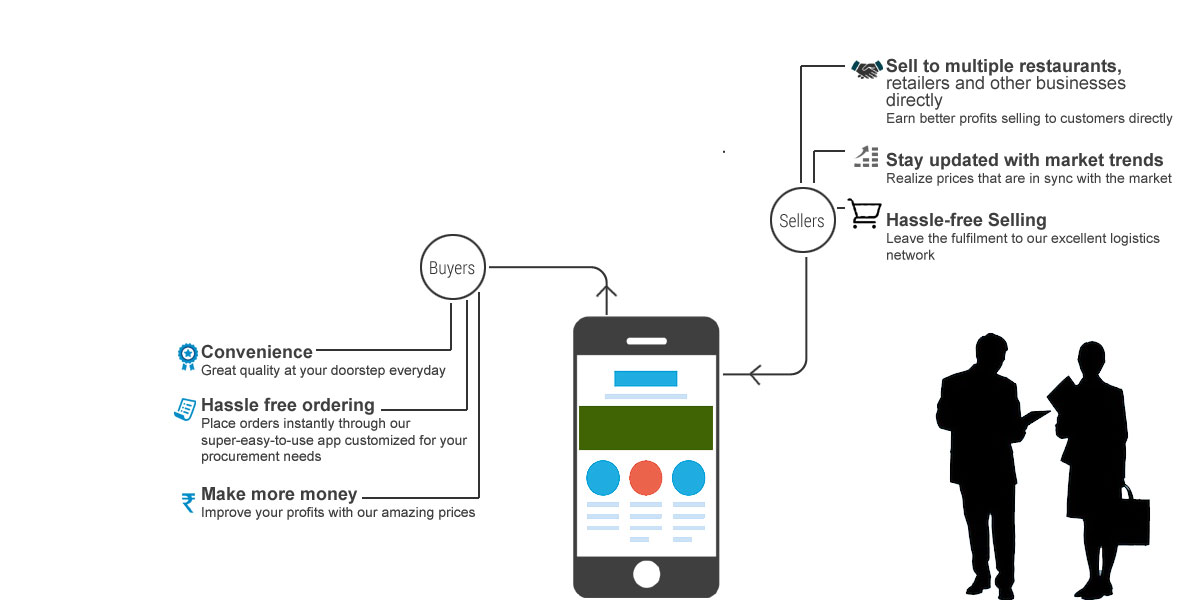 Sell to multiple restaurants,
retailers and other businesses
directly
Earn better profits selling to customers directly
Stay updated with market trends
Realize prices that are in sync with the market
Sellers
Hassle-free Selling
Leave the fulfilment to our excellent logistics
network
Buyers
Convenience
Great quality at your doorstep everyday
Hassle free ordering
Place orders instantly through our
super-easy-to-use app customized for your
procurement needs
₹
Make more money
Improve your profits with our amazing prices